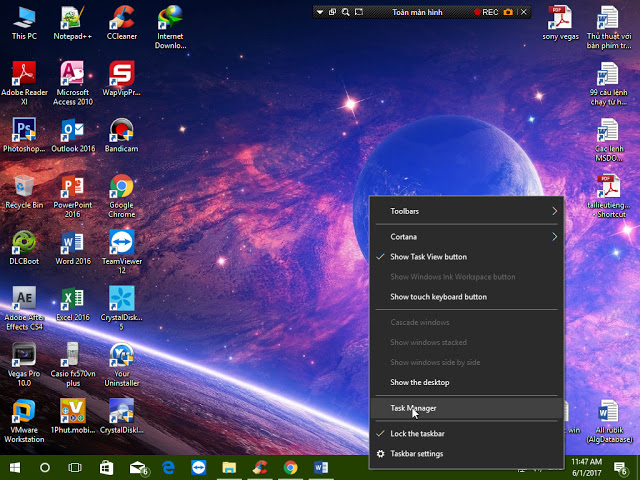 This PC
Notepad++
CCleaner
Internet
Downlo...
Toàn màn hình
REC
sony vegas
Thủ thuật với
bàn phím tr...
Adobe Reader
XI
Microsoft
Access 2010
WapVipPr...
99 câu lệnh
chạy từ h...
Photoshop...
Outlook 2016
Bandicam
Các lệnh
MSDO...
Recycle Bin
PowerPoint
2016
Google
Chrome
tailieutieng...
- Shortcut
DLCBoot
Word 2016
TeamViewer
12
Adobe After
Effects CS4
Excel 2016
CrystalDisk...
5
Vegas Pro
10.0
Casio fx570vn
plus
Your
Uninstaller
VMware
Workstation
1Phut.mobi...
CrystalDiskI...
win
All rubik
(AlgDatabase)
Toolbars
Cortana
Show Task View button
Show Windows Ink Workspace button
Show touch keyboard button
Cascade windows
Show windows stacked
Show windows side by side
Show the desktop
Task Manager
Lock the taskbar
Taskbar settings
11:47 AM
6/1/2017